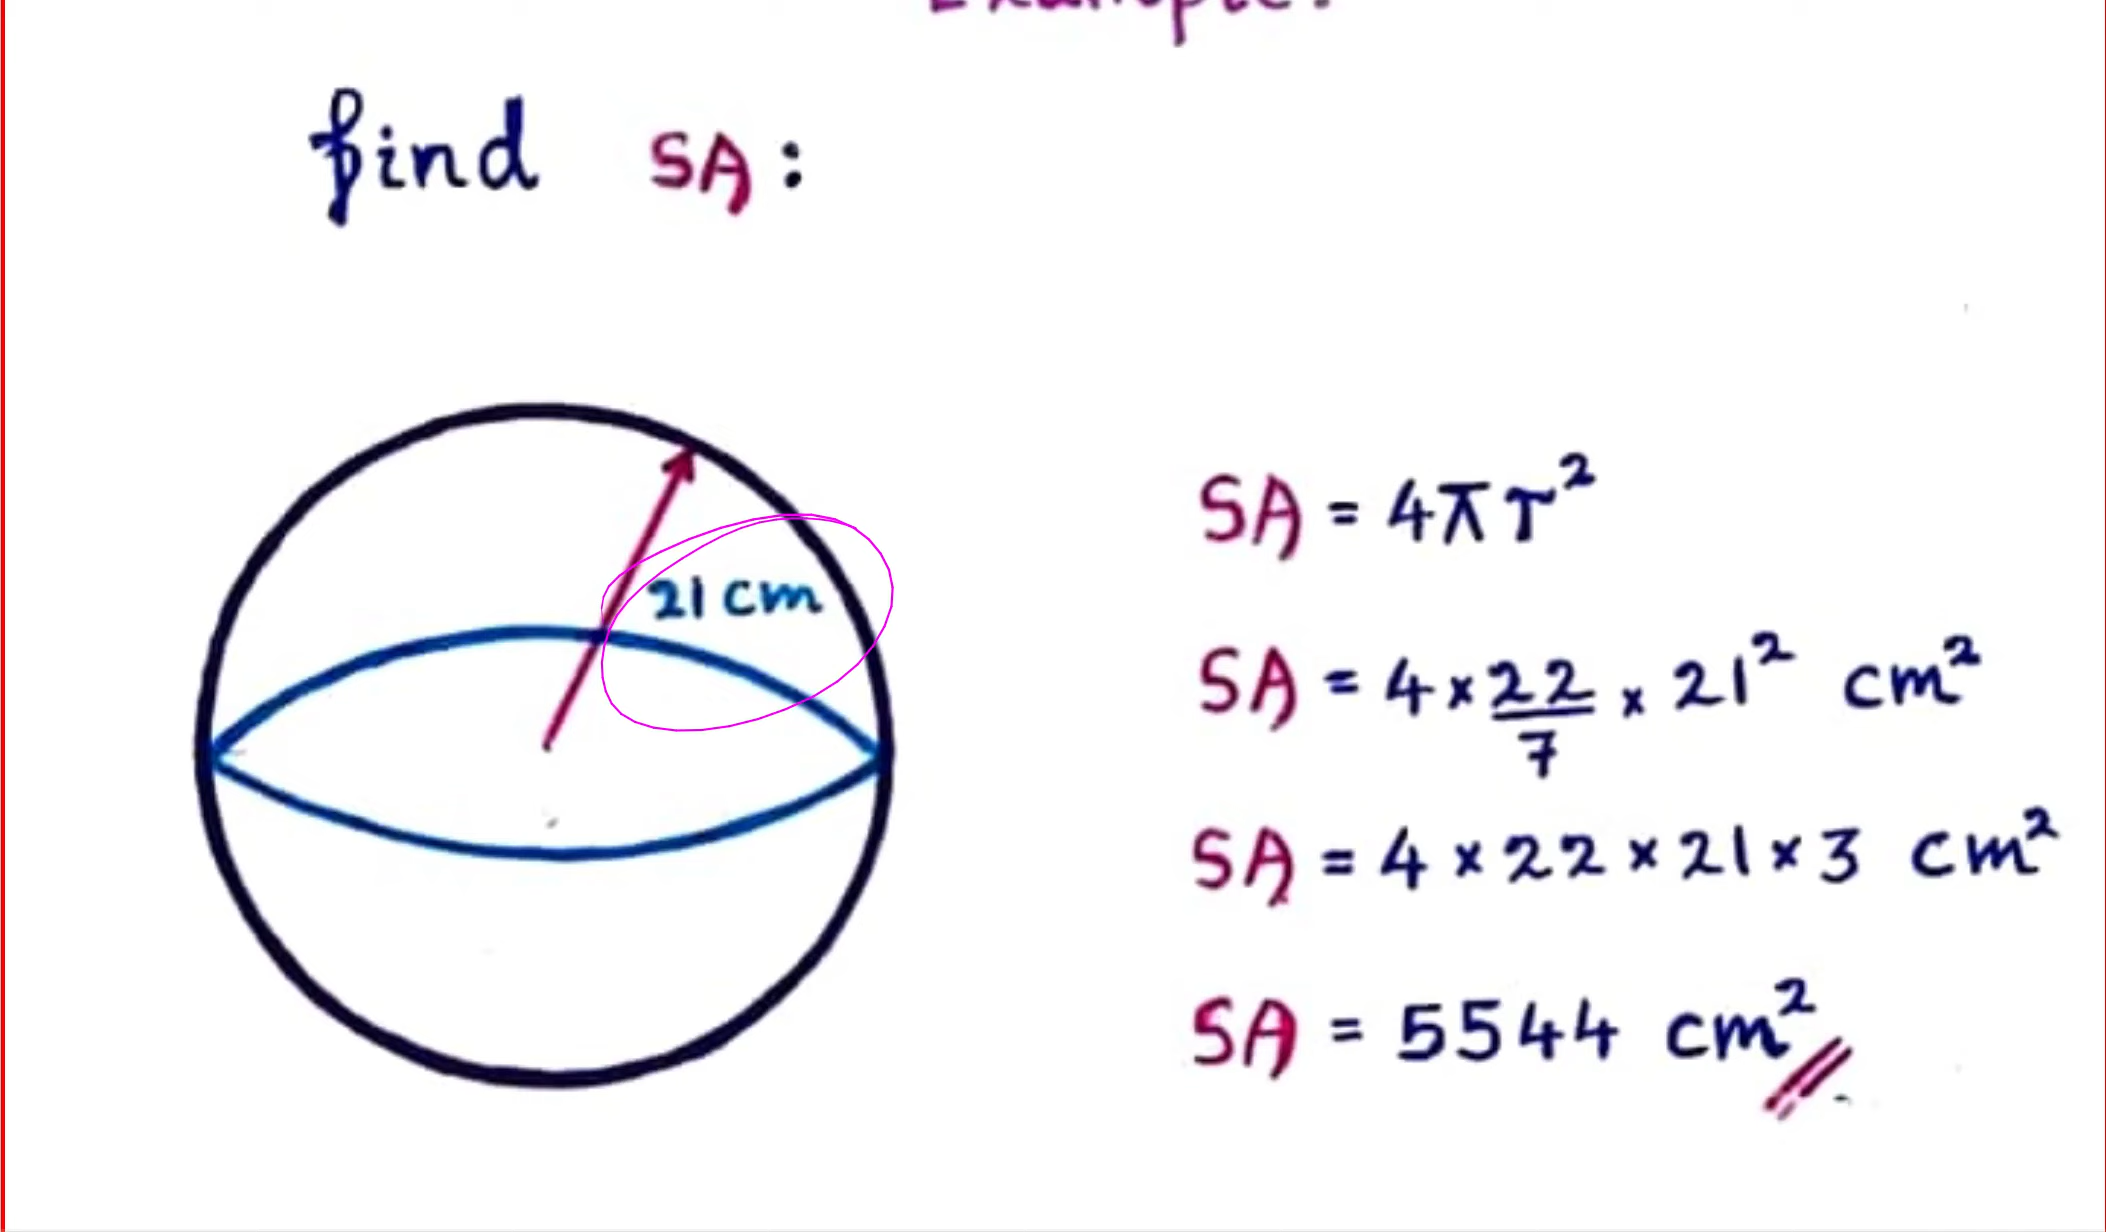 Example:
find SA:
21 cm
SA = 4πr²
SA = 4 × 22/7 × 21² cm²
SA = 4 × 22 × 21 × 3 cm²
SA = 5544 cm²